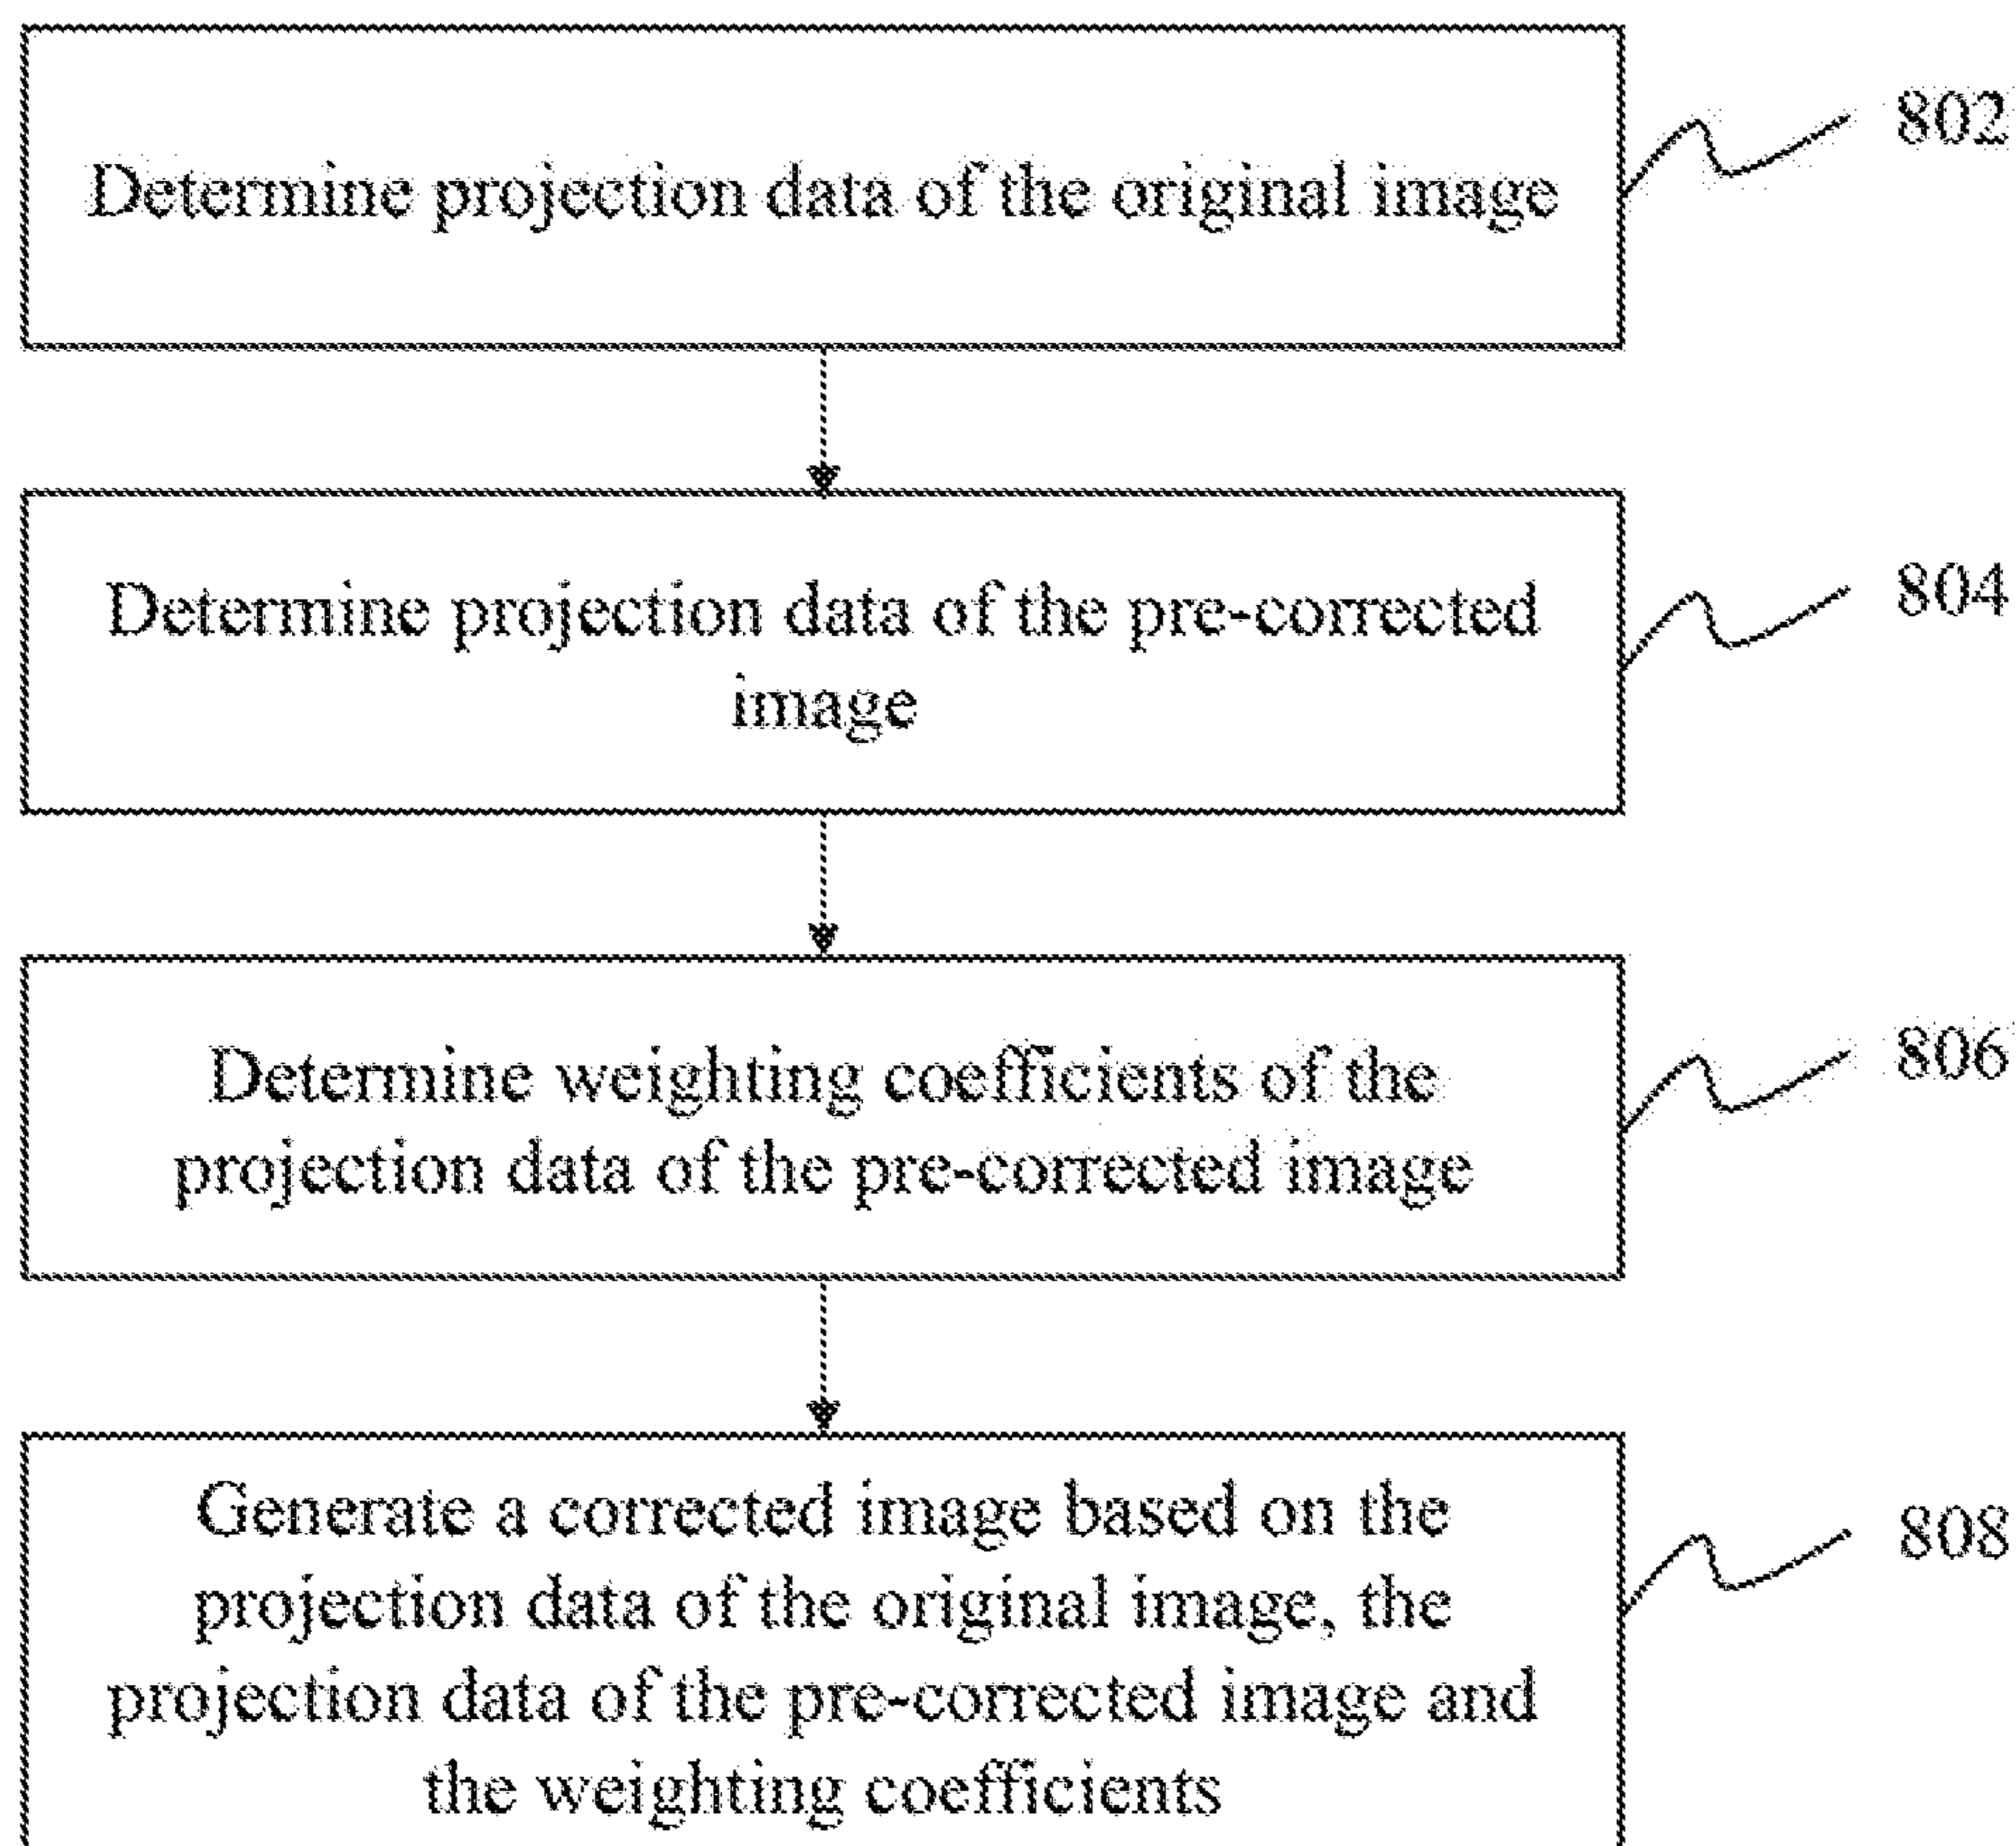 Determine projection data of the original image
802
Determine projection data of the pre-corrected
image
804
Determine weighting coefficients of the
projection data of the pre-corrected image
806
Generate a corrected image based on the
projection data of the original image, the
projection data of the pre-corrected image and
the weighting coefficients
808